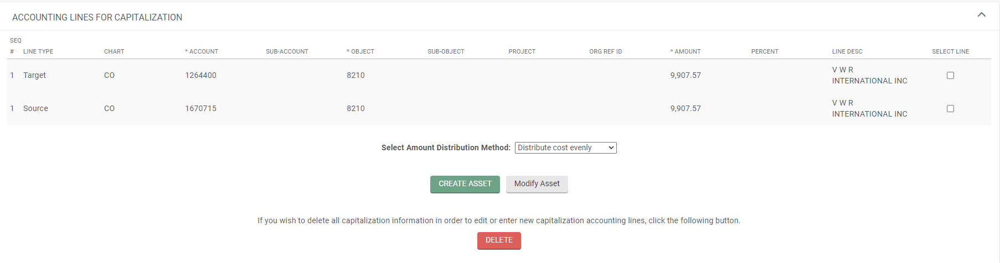 ACCOUNTING LINES FOR CAPITALIZATION
SEQ
# LINE TYPE CHART * ACCOUNT SUB-ACCOUNT * OBJECT SUB-OBJECT PROJECT ORG REF ID * AMOUNT PERCENT LINE DESC SELECT LINE
1 Target CO 1264400 8210 9,907.57 V W R
INTERNATIONAL INC
1 Source CO 1670715 8210 9,907.57 V W R
INTERNATIONAL INC
Select Amount Distribution Method: Distribute cost evenly
CREATE ASSET Modify Asset
If you wish to delete all capitalization information in order to edit or enter new capitalization accounting lines, click the following button.
DELETE